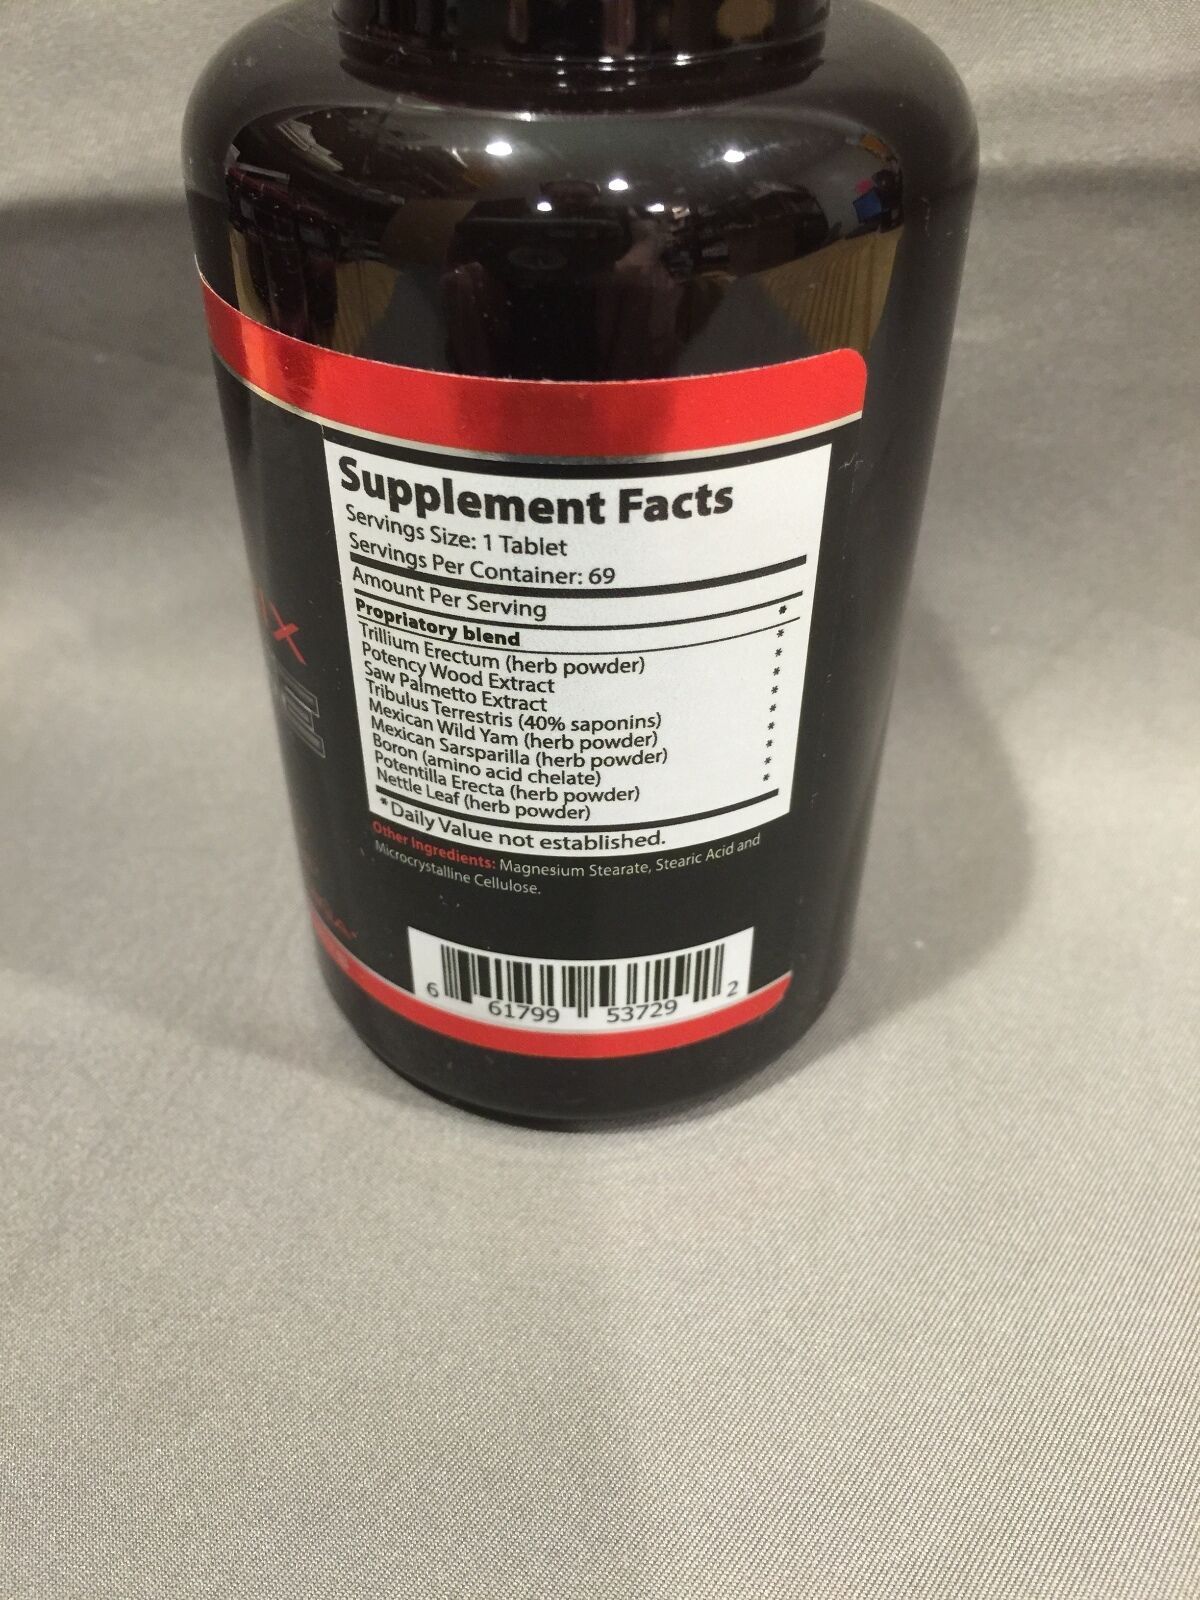 Supplement Facts
Servings Size: 1 Tablet
Servings Per Container: 69
Amount Per Serving
Propriatory blend *
Trillium Erectum (herb powder) *
Potency Wood Extract *
Saw Palmetto Extract *
Tribulus Terrestris (40% saponins) *
Mexican Wild Yam (herb powder) *
Mexican Sarsparilla (herb powder) *
Boron (amino acid chelate) *
Potentilla Erecta (herb powder) *
Nettle Leaf (herb powder) *
* Daily Value not established.
Other Ingredients: Magnesium Stearate, Stearic Acid and
Microcrystalline Cellulose.
6 61799 53729 2